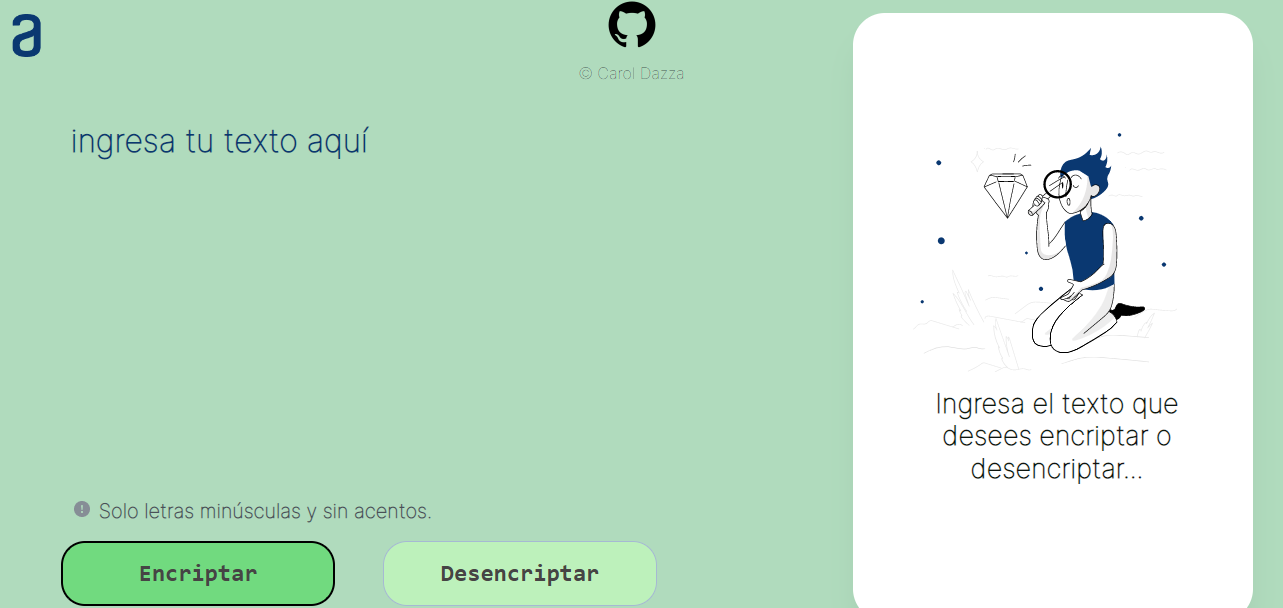 a
© Carol Dazza
ingresa tu texto aquí
Ingresa el texto que
desees encriptar o
desencriptar...
Solo letras minúsculas y sin acentos.
Encriptar
Desencriptar